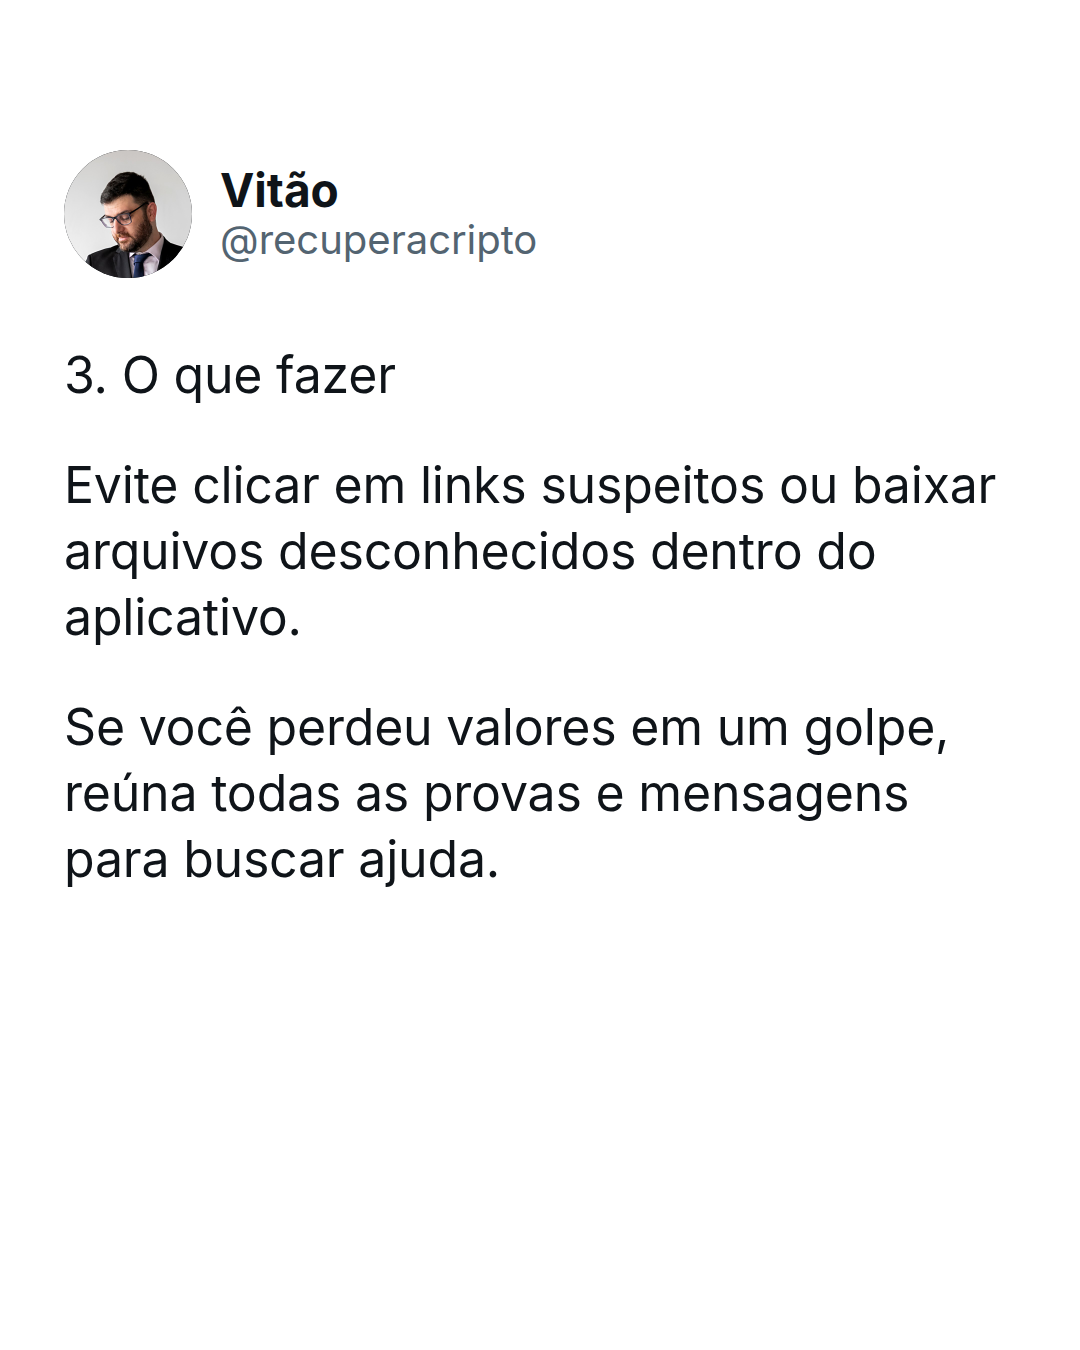 Vitão
@recuperacripto
3. O que fazer
Evite clicar em links suspeitos ou baixar
arquivos desconhecidos dentro do
aplicativo.
Se você perdeu valores em um golpe,
reúna todas as provas e mensagens
para buscar ajuda.